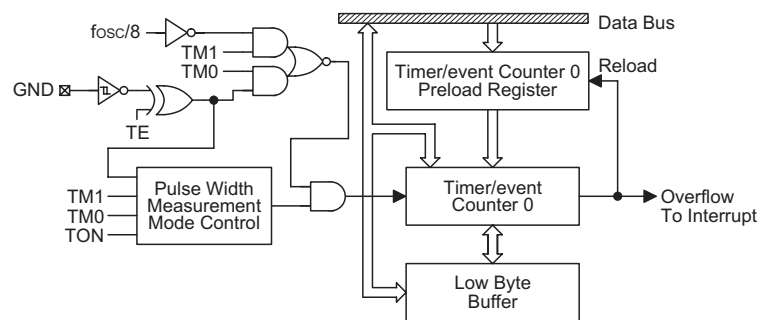 Data Bus
fOSC/8
TM1
TM0
GND
TE
Timer/event Counter 0
Preload Register
Reload
TM1
TM0
TON
Pulse Width
Measurement
Mode Control
Timer/event
Counter 0
Overflow
To Interrupt
Low Byte
Buffer